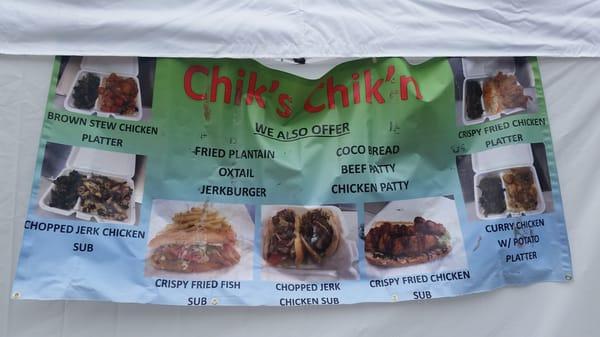 Chik's Chik'n
WE ALSO OFFER
FRIED PLANTAIN
OXTAIL
JERKBURGER
COCO BREAD
BEEF PATTY
CHICKEN PATTY
BROWN STEW CHICKEN
PLATTER
CHOPPED JERK CHICKEN
SUB
CRISPY FRIED FISH
SUB
CHOPPED JERK
CHICKEN SUB
CRISPY FRIED CHICKEN
SUB
CRISPY FRIED CHICKEN
PLATTER
CURRY CHICKEN
W/ POTATO
PLATTER